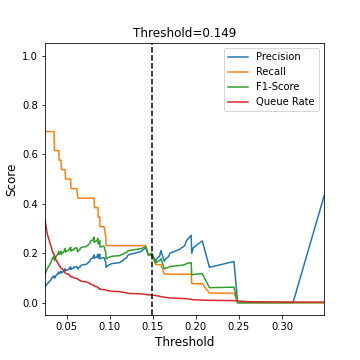 Threshold=0.149
1.0
0.8
0.6
0.4
0.2
0.0
Score
Precision
Recall
F1-Score
Queue Rate
0.05 0.10 0.15 0.20 0.25 0.30
Threshold